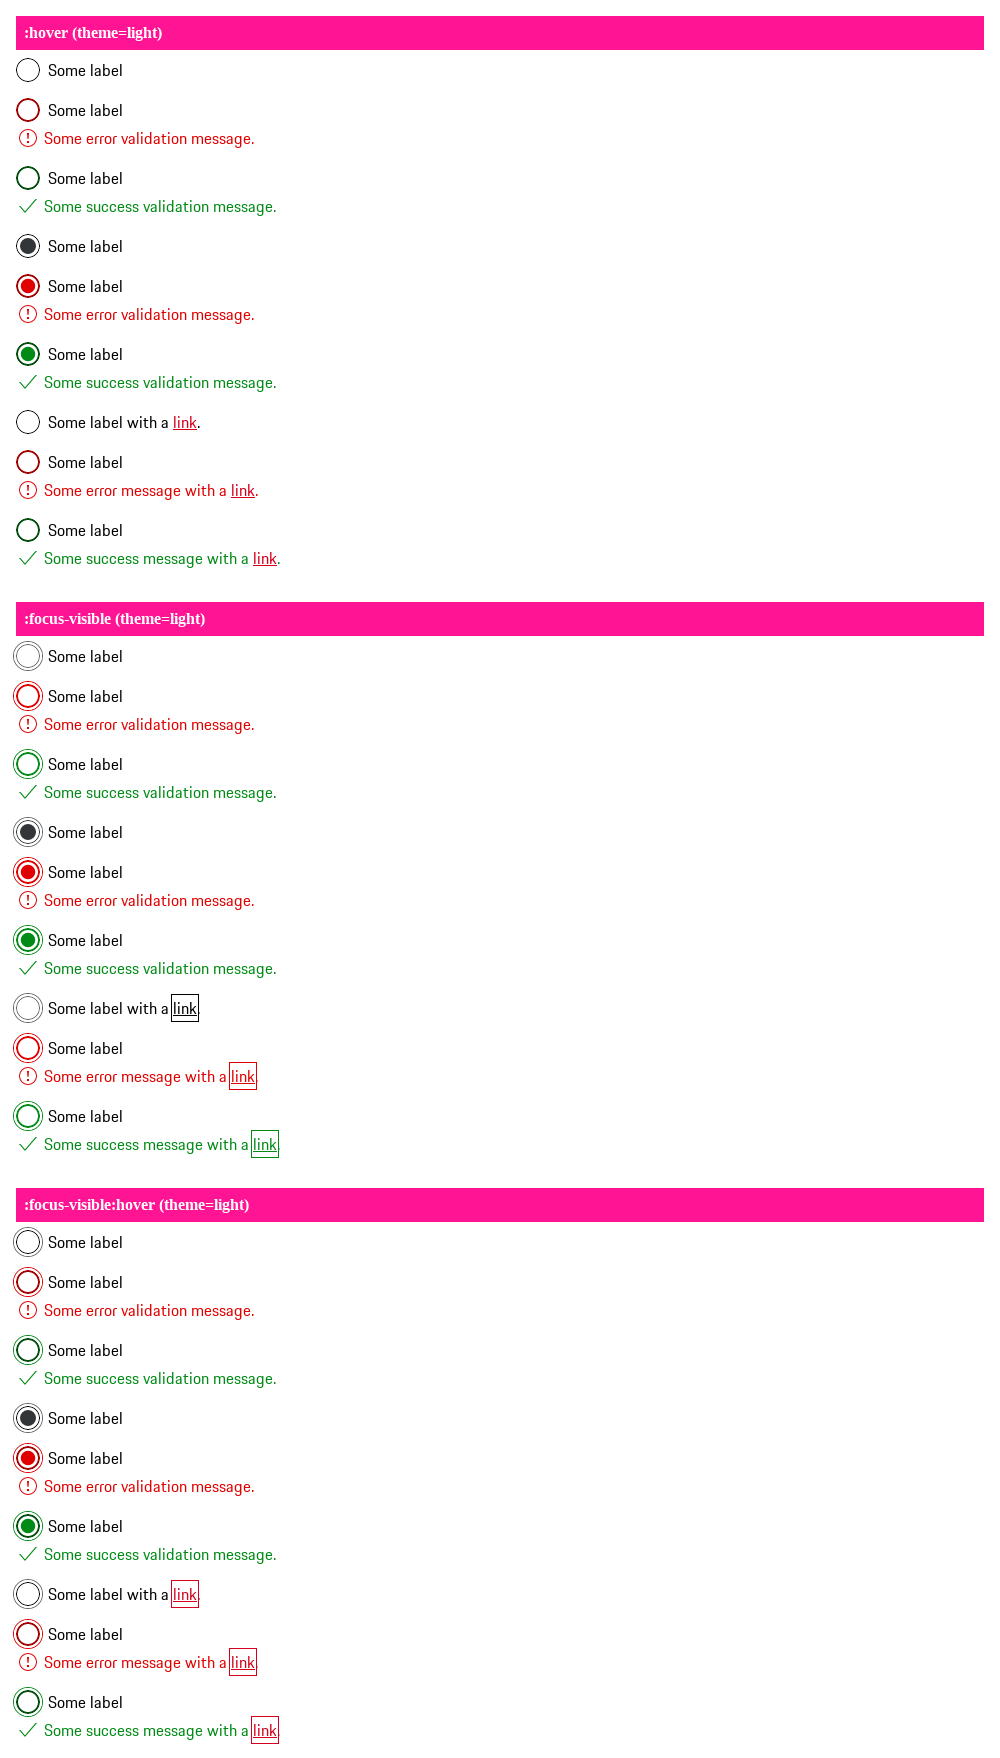 :hover (theme=light)
Some label
Some label
Some error validation message.
Some label
Some success validation message.
Some label
Some label
Some error validation message.
Some label
Some success validation message.
Some label with a link.
Some label
Some error message with a link.
Some label
Some success message with a link.
:focus-visible (theme=light)
Some label
Some label
Some error validation message.
Some label
Some success validation message.
Some label
Some label
Some error validation message.
Some label
Some success validation message.
Some label with a link.
Some label
Some error message with a link.
Some label
Some success message with a link.
:focus-visible:hover (theme=light)
Some label
Some label
Some error validation message.
Some label
Some success validation message.
Some label
Some label
Some error validation message.
Some label
Some success validation message.
Some label with a link.
Some label
Some error message with a link.
Some label
Some success message with a link.